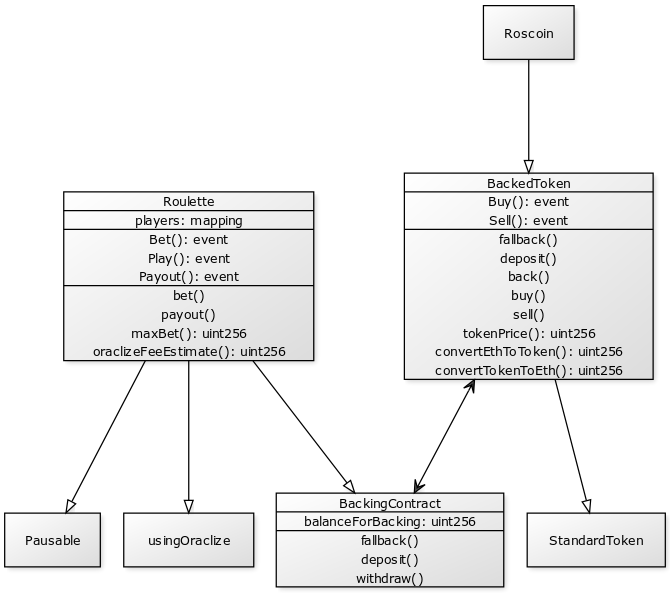 Roscoin
BackedToken
Buy(): event
Sell(): event
fallback()
deposit()
back()
buy()
sell()
tokenPrice(): uint256
convertEthToToken(): uint256
convertTokenToEth(): uint256
Roulette
players: mapping
Bet(): event
Play(): event
Payout(): event
bet()
payout()
maxBet(): uint256
oraclizeFeeEstimate(): uint256
Pausable
usingOraclize
BackingContract
balanceForBacking: uint256
fallback()
deposit()
withdraw()
StandardToken